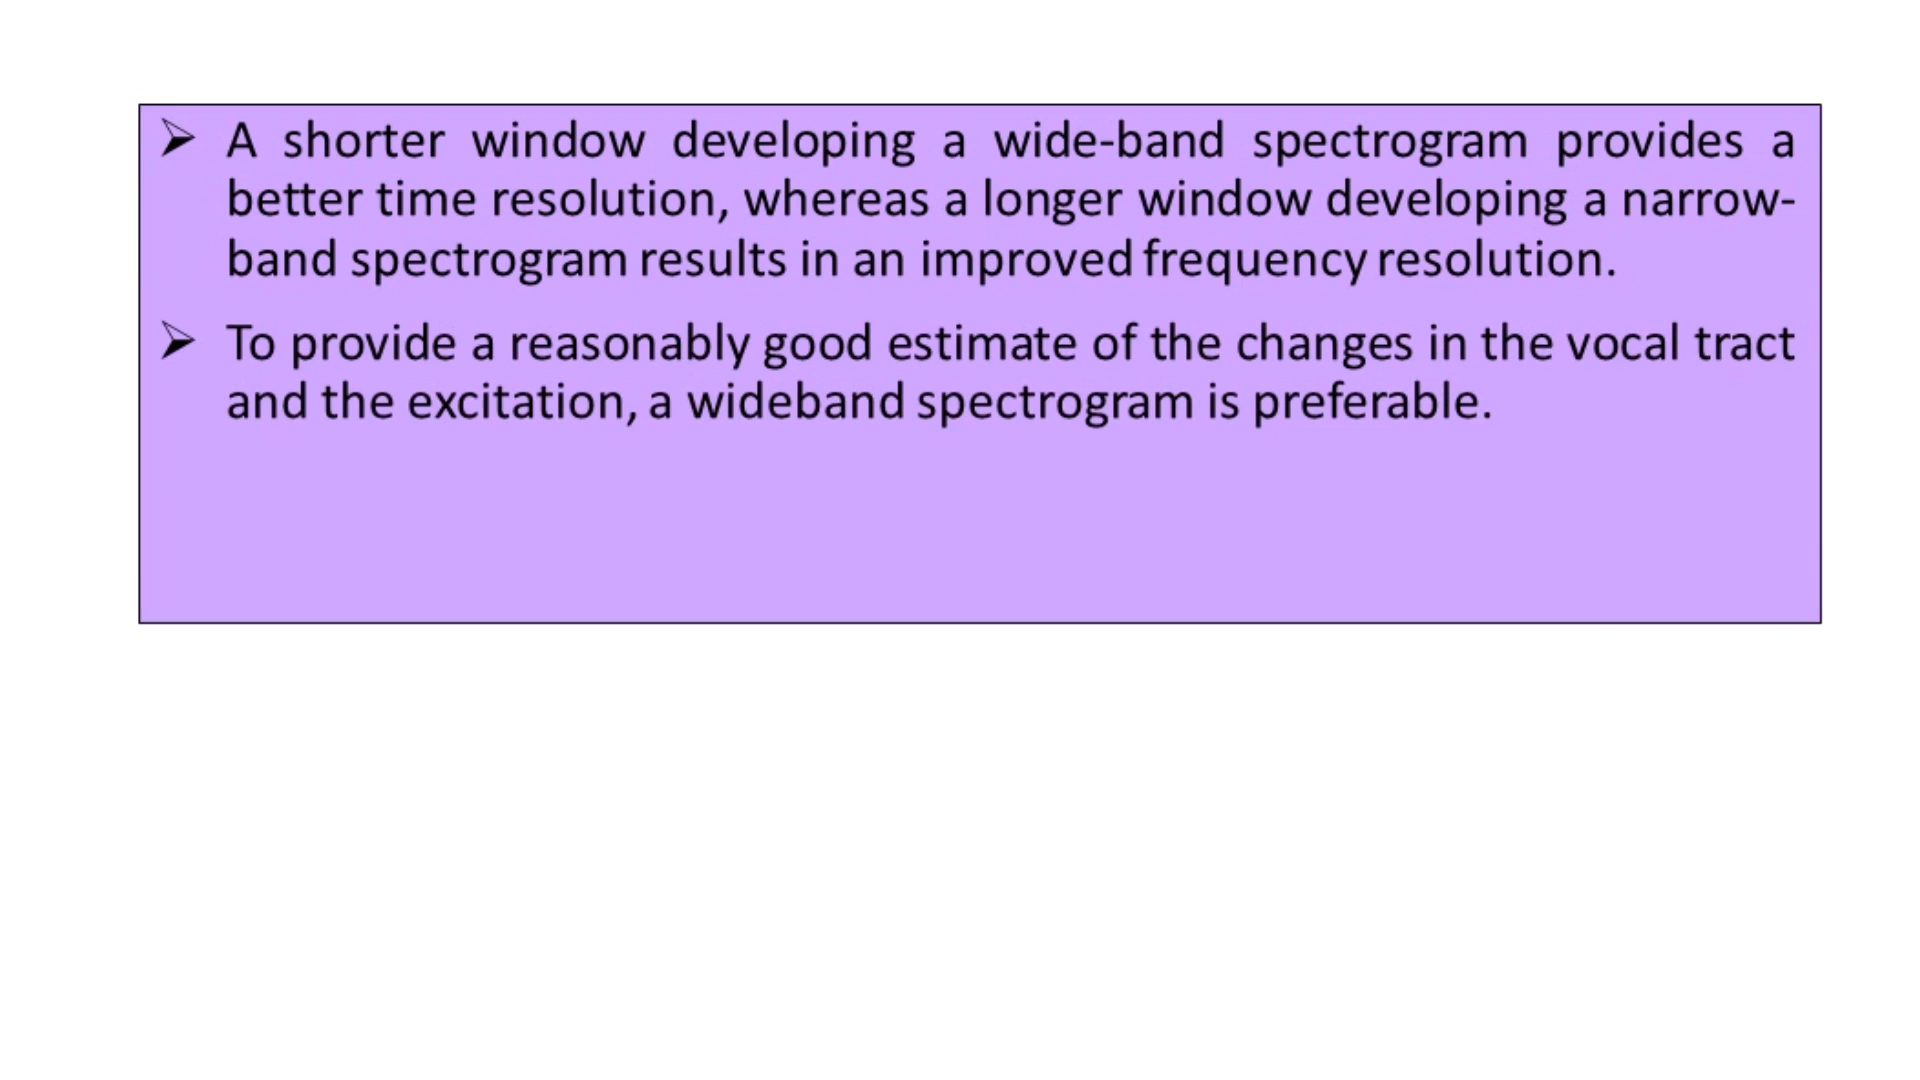 ➢ A shorter window developing a wide-band spectrogram provides a
better time resolution, whereas a longer window developing a narrow-
band spectrogram results in an improved frequency resolution.
➢ To provide a reasonably good estimate of the changes in the vocal tract
and the excitation, a wideband spectrogram is preferable.